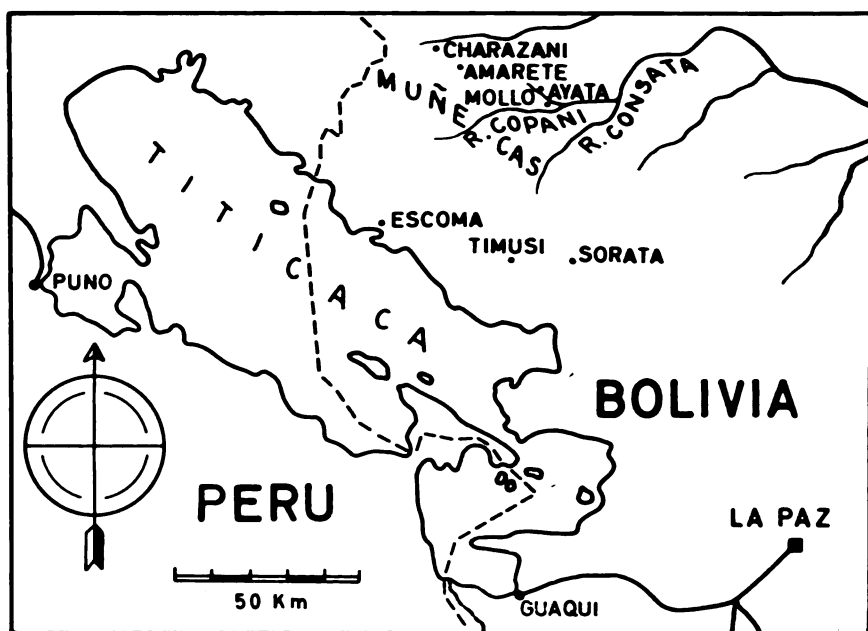 CHARAZANI
AMARETE
MOLLO AYATA
MUÑECAS
R. COPANI
R. CONSATA
TITICACA
ESCOMA
TIMUSI
SORATA
PUNO
BOLIVIA
PERU
LA PAZ
50 Km
GUAQUI